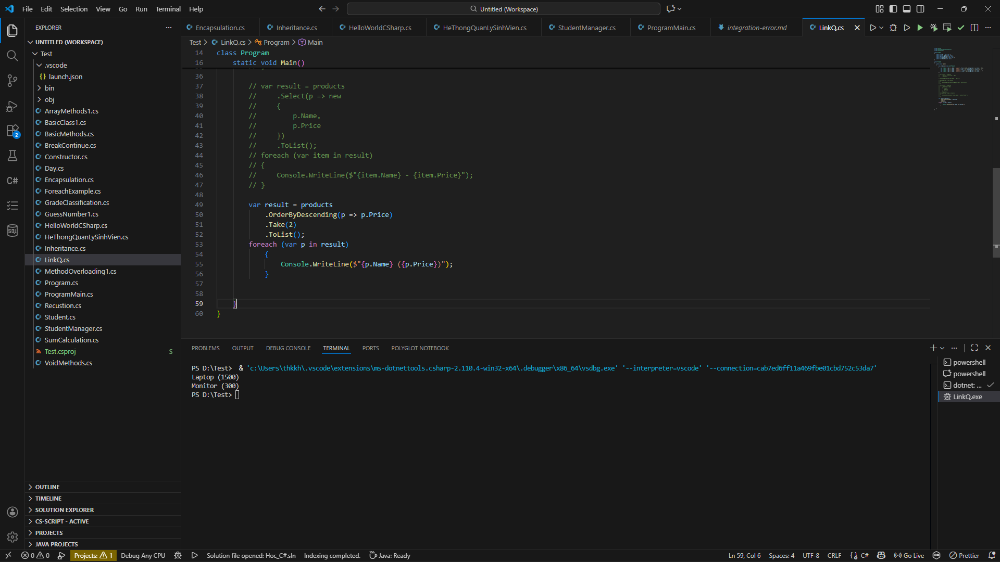 File Edit Selection View Go Run Terminal Help
Untitled (Workspace)
EXPLORER
UNTITLED (WORKSPACE)
Test
.vscode
{} launch.json
bin
obj
C# ArrayMethods1.cs
C# BasicClass1.cs
C# BasicMethods.cs
C# BreakContinue.cs
C# Constructor.cs
C# Day.cs
C# Encapsulation.cs
C# ForeachExample.cs
C# GradeClassification.cs
C# GuessNumber1.cs
C# HelloWorldCSharp.cs
C# HeThongQuanLySinhVien.cs
C# Inheritance.cs
C# LinkQ.cs
C# MethodOverloading1.cs
C# Program.cs
C# ProgramMain.cs
C# Recustion.cs
C# Student.cs
C# StudentManager.cs
C# SumCalculation.cs
Test.csproj S
C# VoidMethods.cs
OUTLINE
TIMELINE
SOLUTION EXPLORER
CS-SCRIPT - ACTIVE
PROJECTS
JAVA PROJECTS
2
C#
SQL
C# Encapsulation.cs C# Inheritance.cs C# HelloWorldCSharp.cs C# HeThongQuanLySinhVien.cs C# StudentManager.cs C# ProgramMain.cs integration-error.md C# LinkQ.cs
Test > C# LinkQ.cs > Program > Main
14 class Program
16 static void Main()
36
37 // var result = products
38 //     .Select(p => new
39 //     {
40 //         p.Name,
41 //         p.Price
42 //     })
43 //     .ToList();
44 // foreach (var item in result)
45 // {
46 //     Console.WriteLine($"{item.Name} - {item.Price}");
47 // }
48
49 var result = products
50     .OrderByDescending(p => p.Price)
51     .Take(2)
52     .ToList();
53 foreach (var p in result)
54     {
55         Console.WriteLine($"{p.Name} ({p.Price})");
56     }
57
58
59 }
60 }
PROBLEMS OUTPUT DEBUG CONSOLE TERMINAL PORTS POLYGLOT NOTEBOOK
PS D:\Test>  & 'c:\Users\thkkh\.vscode\extensions\ms-dotnettools.csharp-2.110.4-win32-x64\.debugger\x86_64\vsdbg.exe' '--interpreter=vscode' '--connection=cab7ed6ff11a469fbe01cbd752c53da7'
Laptop (1500)
Monitor (300)
PS D:\Test>
powershell
powershell
dotnet: ...
LinkQ.exe
0 0 Projects: 1 Debug Any CPU Solution file opened: Hoc_C#.sln Indexing completed. Java: Ready Ln 59, Col 6 Spaces: 4 UTF-8 CRLF {} C# Go Live Prettier